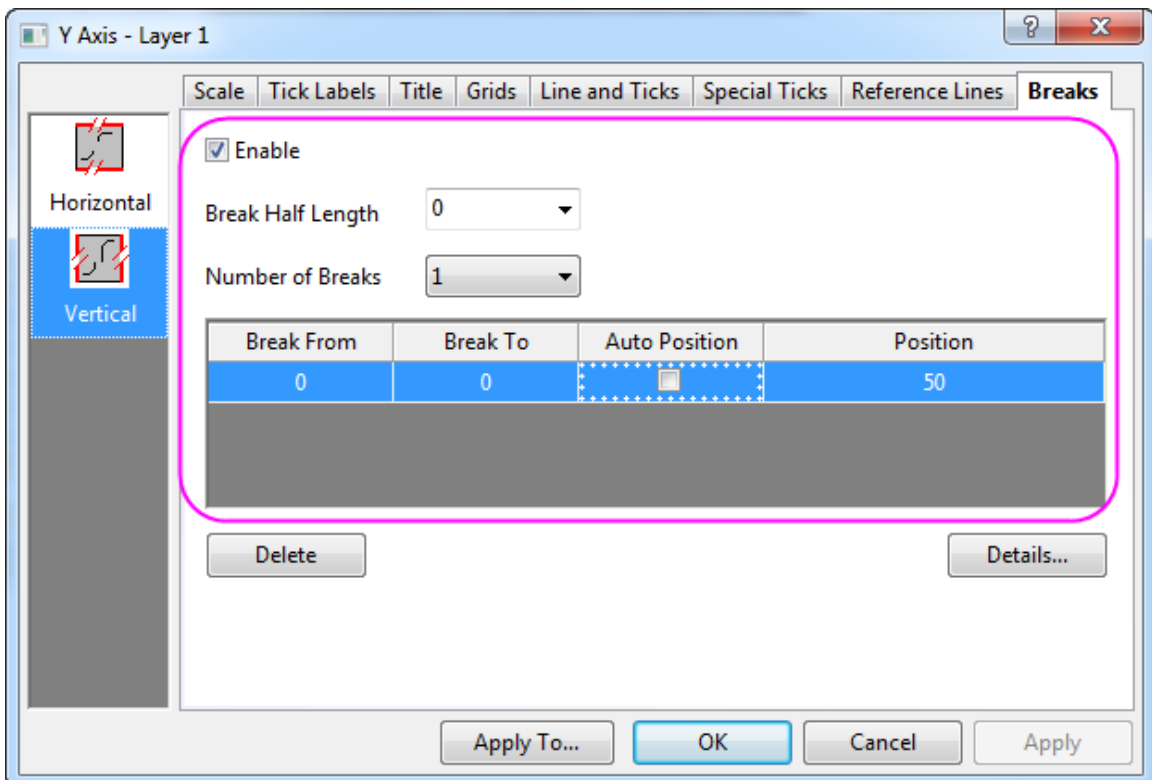 Y Axis - Layer 1
Scale Tick Labels Title Grids Line and Ticks Special Ticks Reference Lines Breaks
Horizontal
Vertical
Enable
Break Half Length 0
Number of Breaks 1
Break From Break To Auto Position Position
0 0 50
Delete Details...
Apply To... OK Cancel Apply